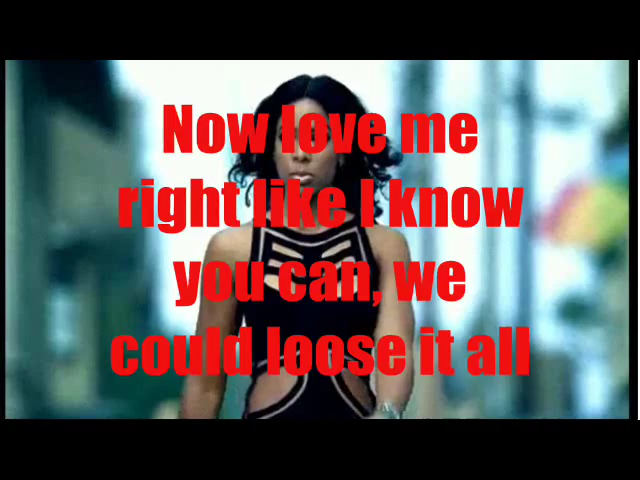 Now love me
right like I know
you can, we
could loose it all